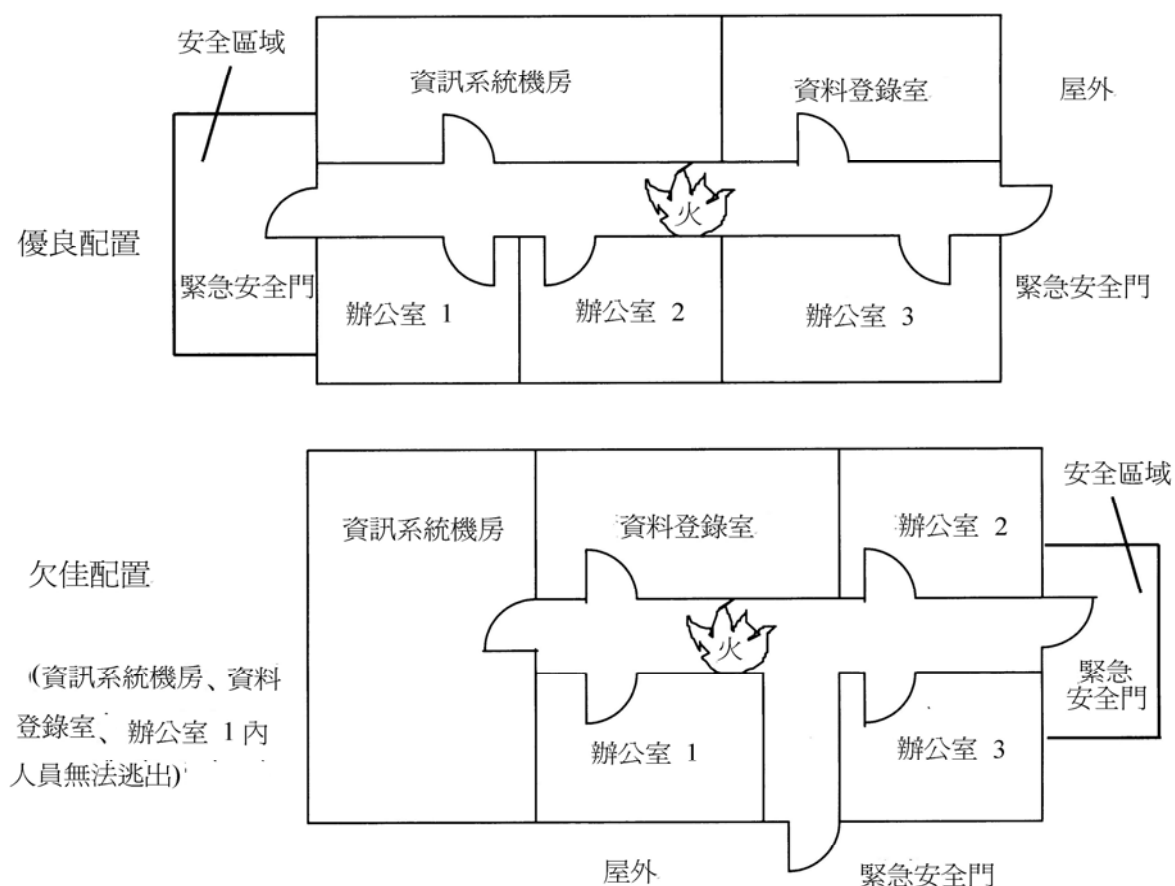 安全區域
資訊系統機房
資料登錄室
屋外
火
優良配置
緊急安全門
辦公室 1
辦公室 2
辦公室 3
緊急安全門
安全區域
資訊系統機房
資料登錄室
辦公室 2
欠佳配置
火
(資訊系統機房、資料
登錄室、辦公室 1內
人員無法逃出)
緊急
安全門
辦公室 1
辦公室 3
屋外
緊急安全門